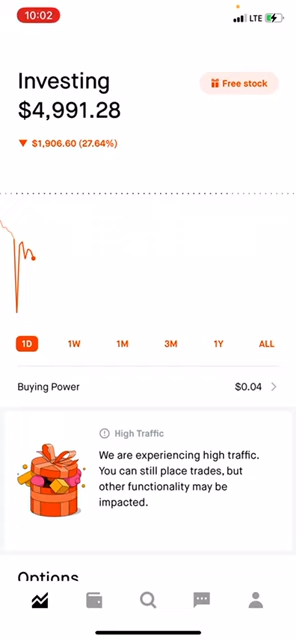 10:02
LTE
Investing
Free stock
$4,991.28
▼ $1,906.60 (27.64%)
1D 1W 1M 3M 1Y ALL
Buying Power $0.04
High Traffic
We are experiencing high traffic.
You can still place trades, but
other functionality may be
impacted.
Options